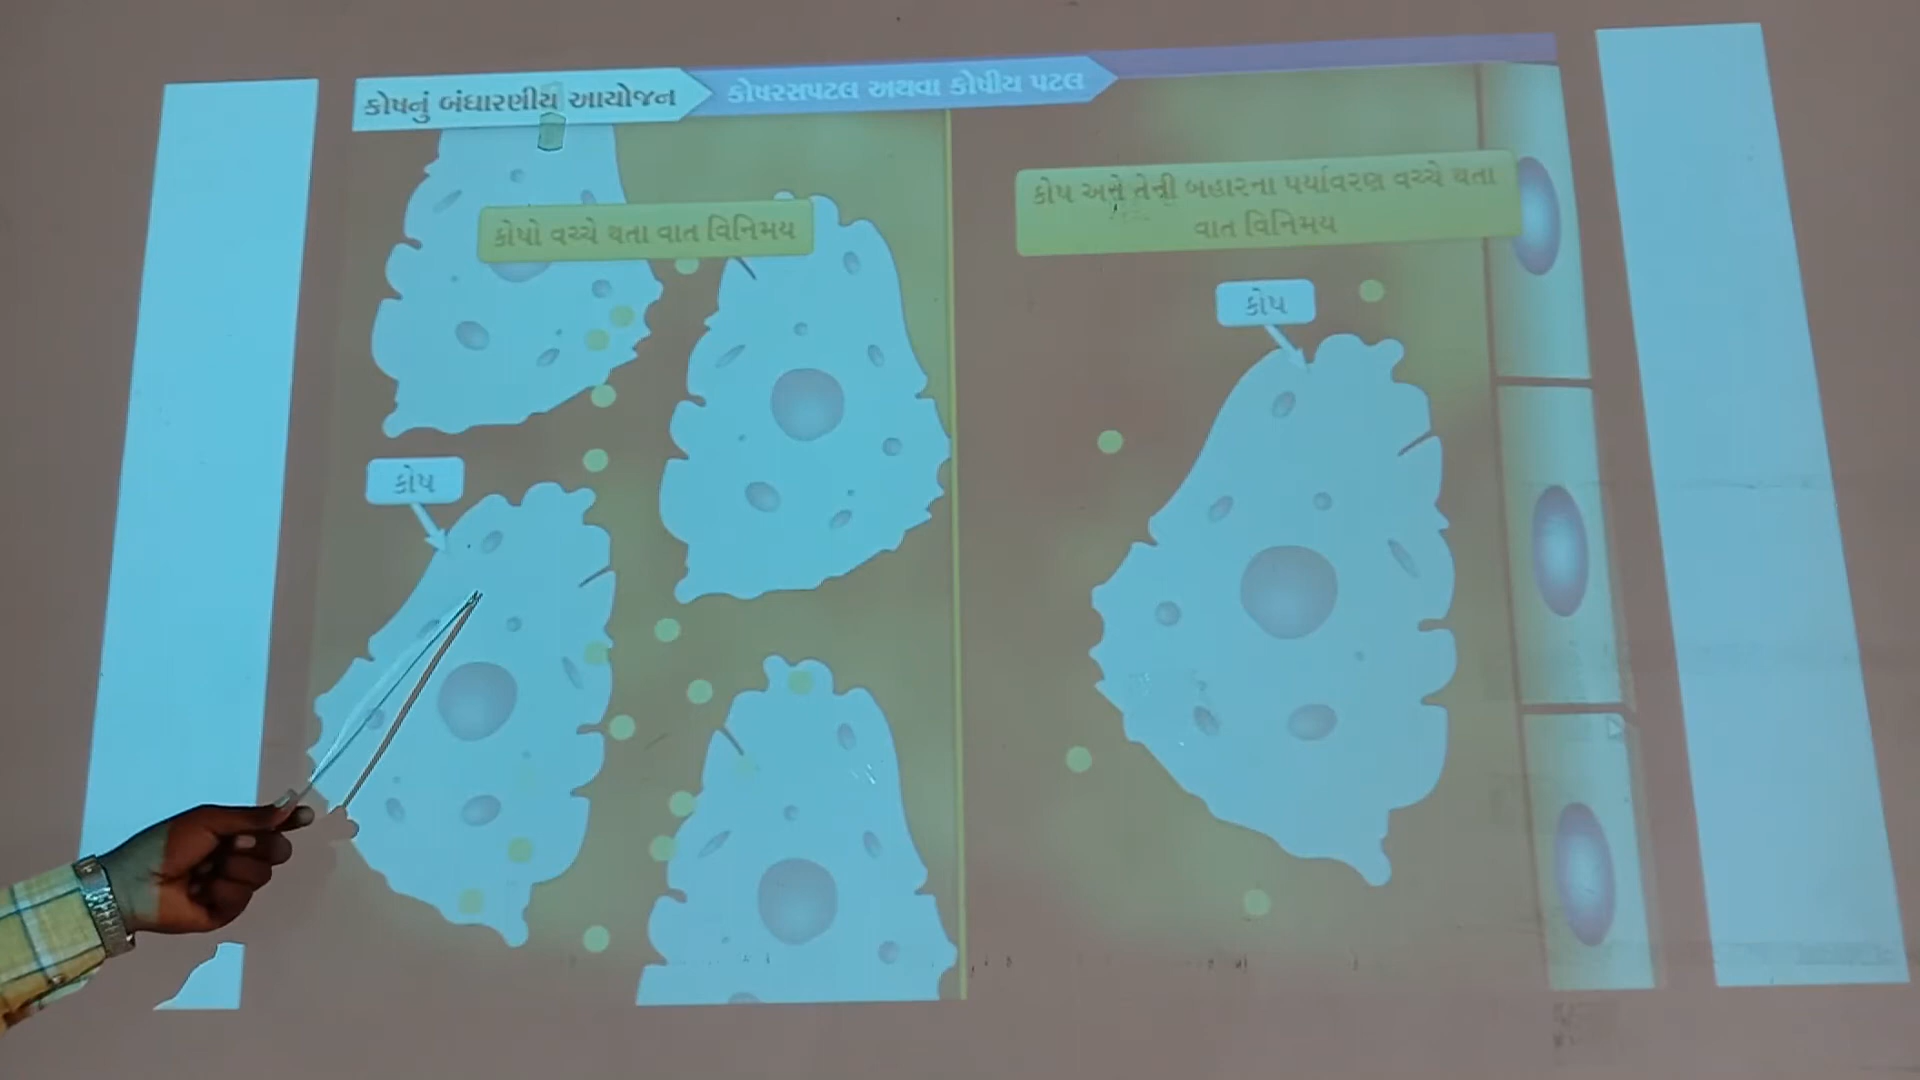 કોષનું બંધારણીય આયોજન
કોષરસપટલ અથવા કોષીય પટલ
કોષો વચ્ચે થતા વાત વિનિમય
કોષ અને તેની બહારના પર્યાવરણ વચ્ચે થતા
વાત વિનિમય
કોષ
કોષ